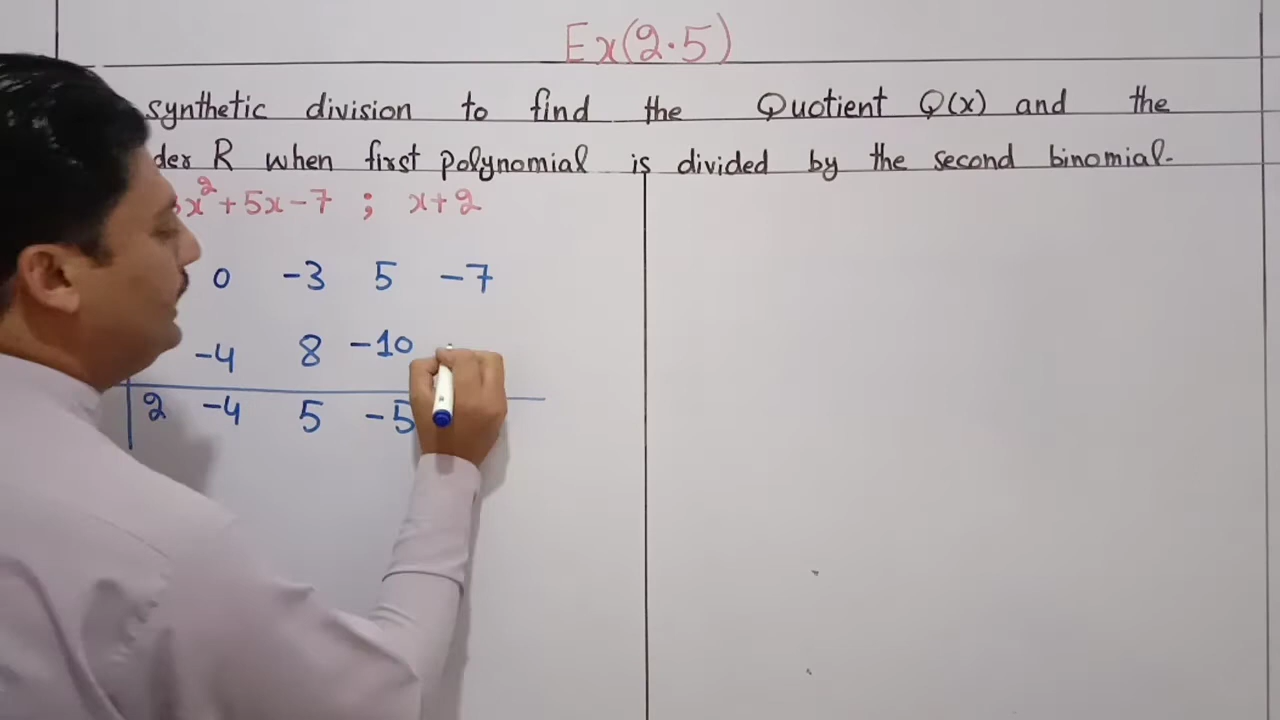 Ex(2.5)
synthetic division to find the Quotient Q(x) and the
der R when first polynomial is divided by the second binomial.
x² + 5x - 7 ; x + 2
0 -3 5 -7
-4 8 -10
2 -4 5 -5